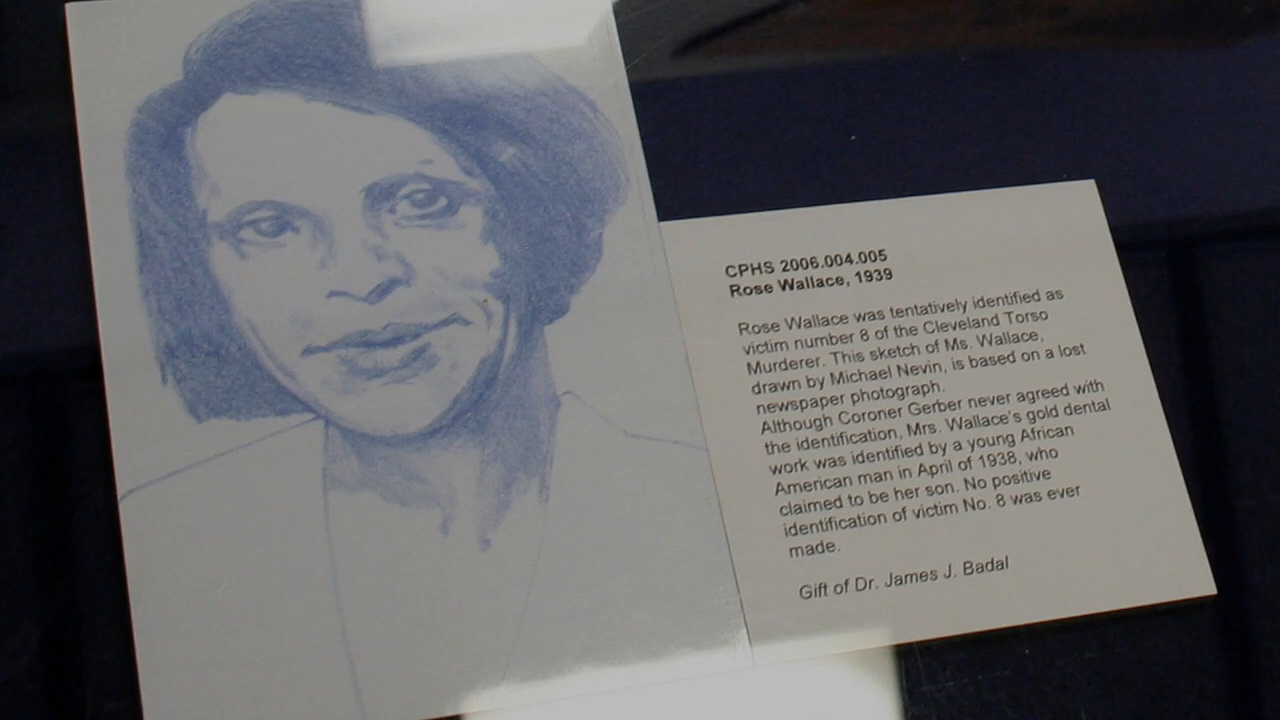 CPHS 2006.004.005
Rose Wallace, 1939
Rose Wallace was tentatively identified as
victim number 8 of the Cleveland Torso
Murderer. This sketch of Ms. Wallace,
drawn by Michael Nevin, is based on a lost
newspaper photograph.
Although Coroner Gerber never agreed with
the identification, Mrs. Wallace's gold dental
work was identified by a young African
American man in April of 1938, who
claimed to be her son. No positive
identification of victim No. 8 was ever
made.
Gift of Dr. James J. Badal